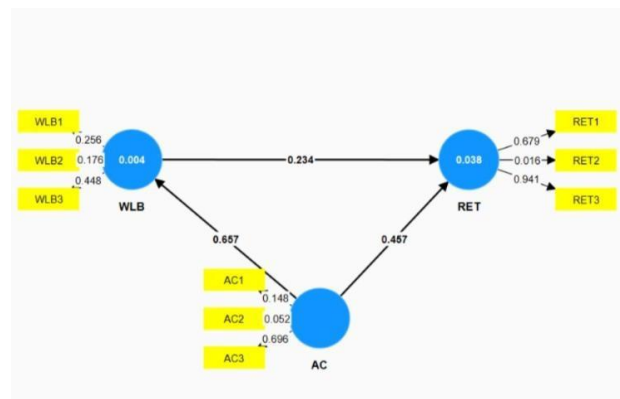 WLB1
0.256
WLB2
0.176
WLB3
0.448
0.004
WLB
0.234
0.038
RET
0.679
RET1
0.016
RET2
0.941
RET3
0.657
0.457
AC1
0.148
AC2
0.052
AC3
0.696
AC